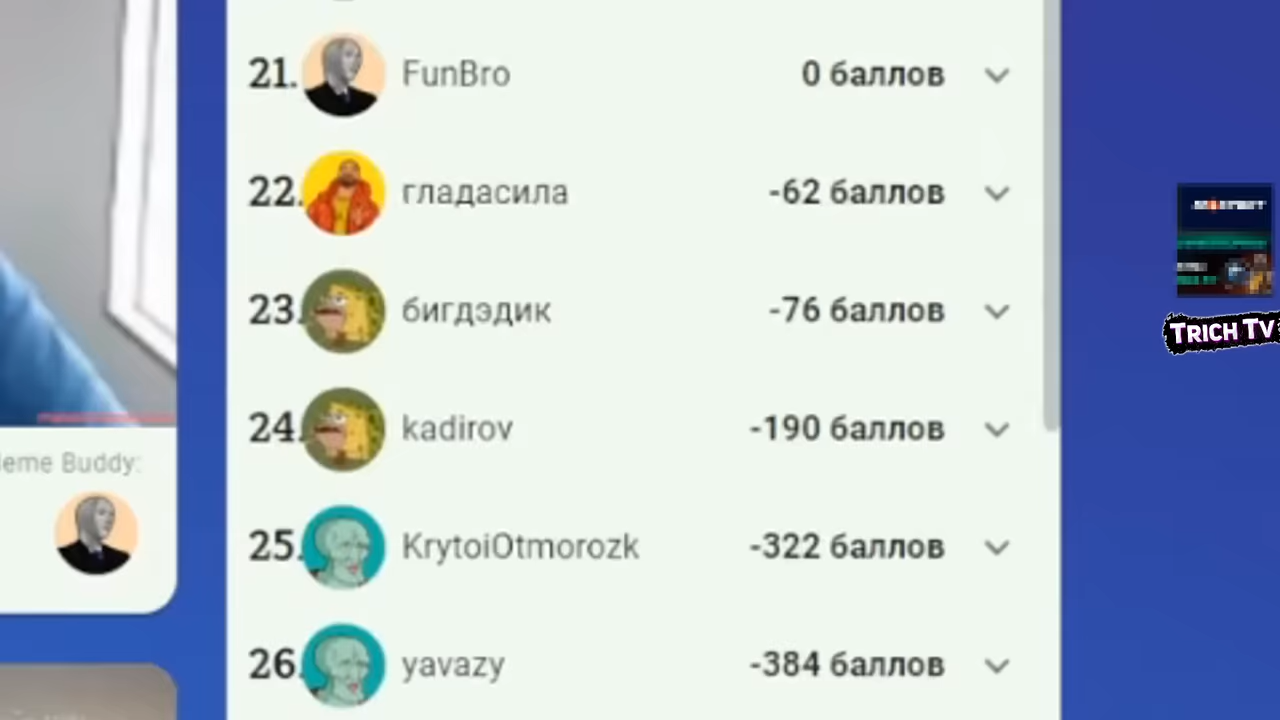 21. FunBro 0 баллов
22. гладасила -62 баллов
23. бигдэдик -76 баллов
24. kadirov -190 баллов
leme Buddy:
25. KrytoiOtmorozk -322 баллов
26. yavazy -384 баллов
TRICH TV